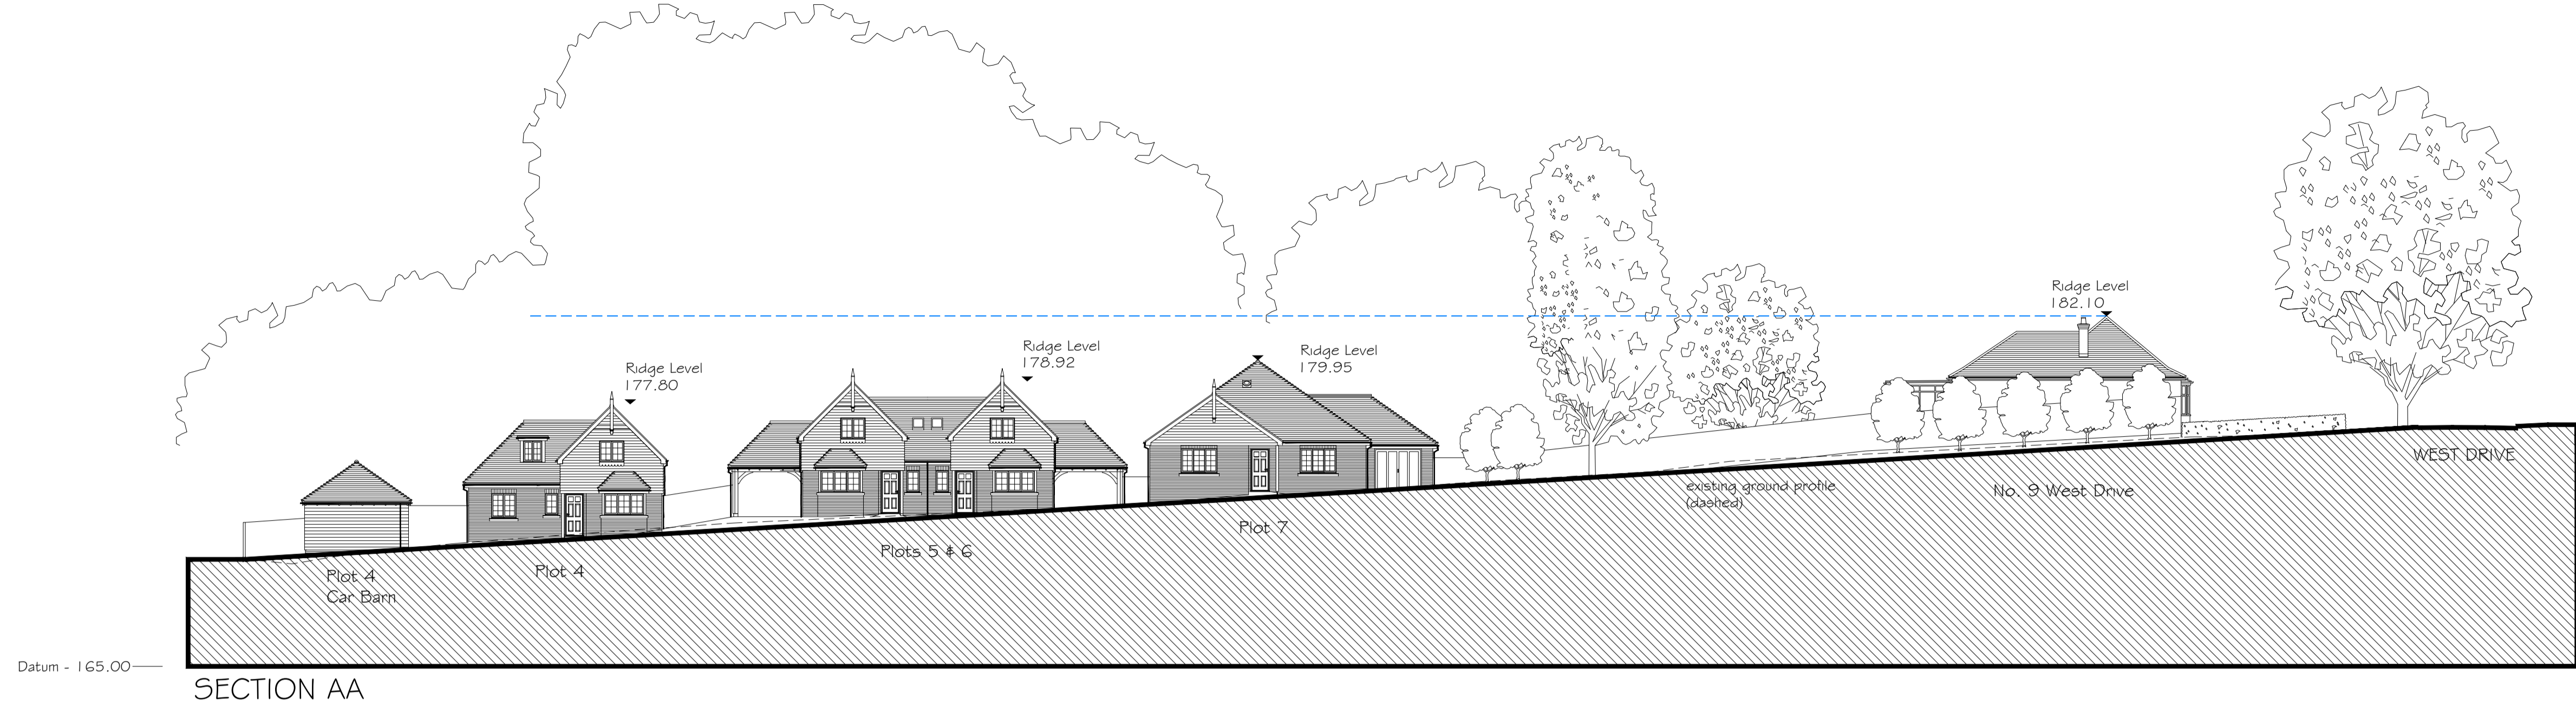 Ridge Level
182.10
Ridge Level
178.92
Ridge Level
179.95
Ridge Level
177.80
WEST DRIVE
existing ground profile
(dashed)
No. 9 West Drive
Plot 7
Plots 5 & 6
Plot 4
Plot 4
Car Barn
Datum - 165.00
SECTION AA